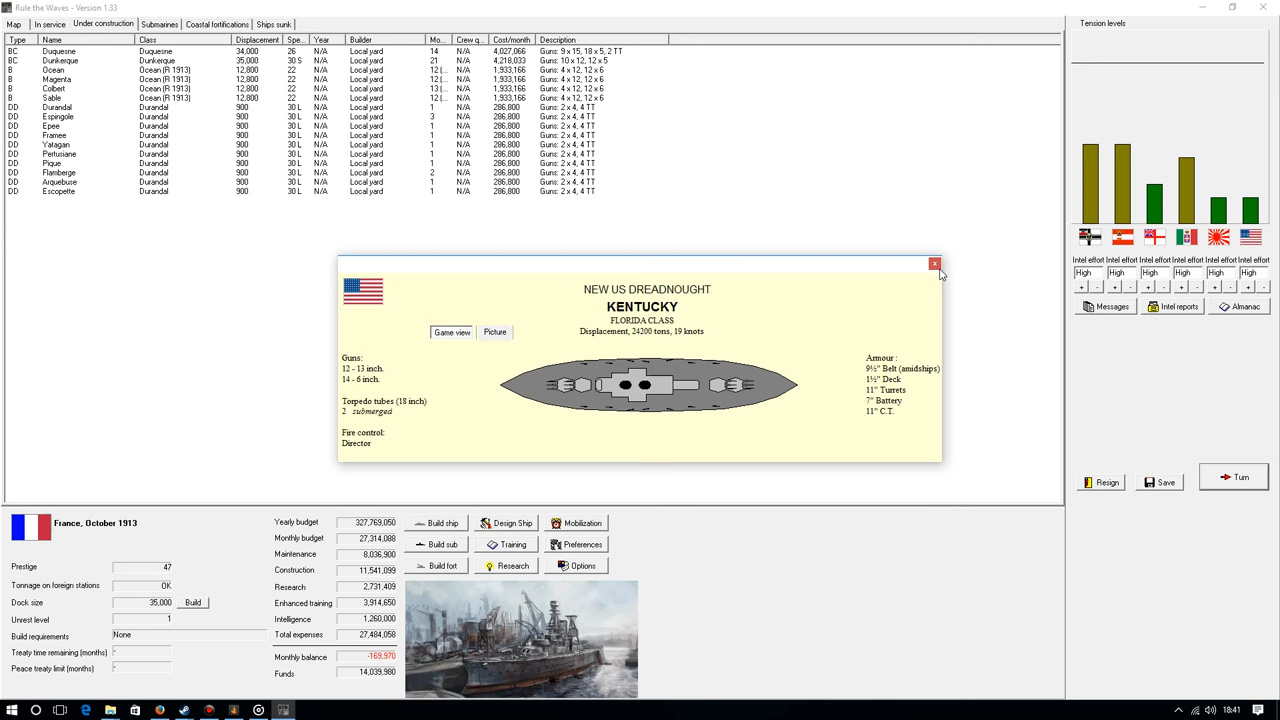 Rule the Waves - Version 1.33
Map In service Under construction Submarines Coastal fortifications Ships sunk
Type Name Class Displacement Spe... Year Builder Mo... Crew q... Cost/month Description
BC Duquesne Duquesne 34,000 26 N/A Local yard 14 N/A 4,027,066 Guns: 9 x 15, 18 x 5, 2 TT
BC Dunkerque Dunkerque 35,000 30 S N/A Local yard 21 N/A 4,218,033 Guns: 10 x 12, 12 x 5
B Ocean Ocean (R 1913) 12,800 22 N/A Local yard 12 (... N/A 1,933,166 Guns: 4 x 12, 12 x 6
B Magenta Ocean (R 1913) 12,800 22 N/A Local yard 12 (... N/A 1,933,166 Guns: 4 x 12, 12 x 6
B Colbert Ocean (R 1913) 12,800 22 N/A Local yard 13 (... N/A 1,933,166 Guns: 4 x 12, 12 x 6
B Sable Ocean (R 1913) 12,800 22 N/A Local yard 12 (... N/A 1,933,166 Guns: 4 x 12, 12 x 6
DD Durandal Durandal 900 30 L N/A Local yard 1 N/A 286,800 Guns: 2 x 4, 4 TT
DD Espingole Durandal 900 30 L N/A Local yard 3 N/A 286,800 Guns: 2 x 4, 4 TT
DD Epee Durandal 900 30 L N/A Local yard 1 N/A 286,800 Guns: 2 x 4, 4 TT
DD Framee Durandal 900 30 L N/A Local yard 1 N/A 286,800 Guns: 2 x 4, 4 TT
DD Yatagan Durandal 900 30 L N/A Local yard 1 N/A 286,800 Guns: 2 x 4, 4 TT
DD Pertusiane Durandal 900 30 L N/A Local yard 1 N/A 286,800 Guns: 2 x 4, 4 TT
DD Pique Durandal 900 30 L N/A Local yard 1 N/A 286,800 Guns: 2 x 4, 4 TT
DD Flamberge Durandal 900 30 L N/A Local yard 2 N/A 286,800 Guns: 2 x 4, 4 TT
DD Arquebuse Durandal 900 30 L N/A Local yard 1 N/A 286,800 Guns: 2 x 4, 4 TT
DD Escopette Durandal 900 30 L N/A Local yard 1 N/A 286,800 Guns: 2 x 4, 4 TT
NEW US DREADNOUGHT
KENTUCKY
FLORIDA CLASS
Displacement, 24200 tons, 19 knots
Game view Picture
Guns:
12 - 13 inch.
14 - 6 inch.
Torpedo tubes (18 inch)
2 submerged
Fire control:
Director
Armour :
9½" Belt (amidships)
1½" Deck
11" Turrets
7" Battery
11" C.T.
Tension levels
Intel effort Intel effort Intel effort Intel effort Intel effort Intel effort
High High High High High High
+ - + - + - + - + - + -
Messages Intel reports Almanac
Resign Save Turn
France, October 1913
Prestige 47
Tonnage on foreign stations OK
Dock size 35,000 Build
Unrest level 1
Build requirements None
Treaty time remaining (months) -
Peace treaty limit (months) -
Yearly budget 327,769,050
Monthly budget 27,314,088
Maintenance 8,036,900
Construction 11,541,099
Research 2,731,409
Enhanced training 3,914,650
Intelligence 1,260,000
Total expenses 27,484,058
Monthly balance -169,970
Funds 14,039,980
Build ship Design Ship Mobilization
Build sub Training Preferences
Build fort Research Options
18:41